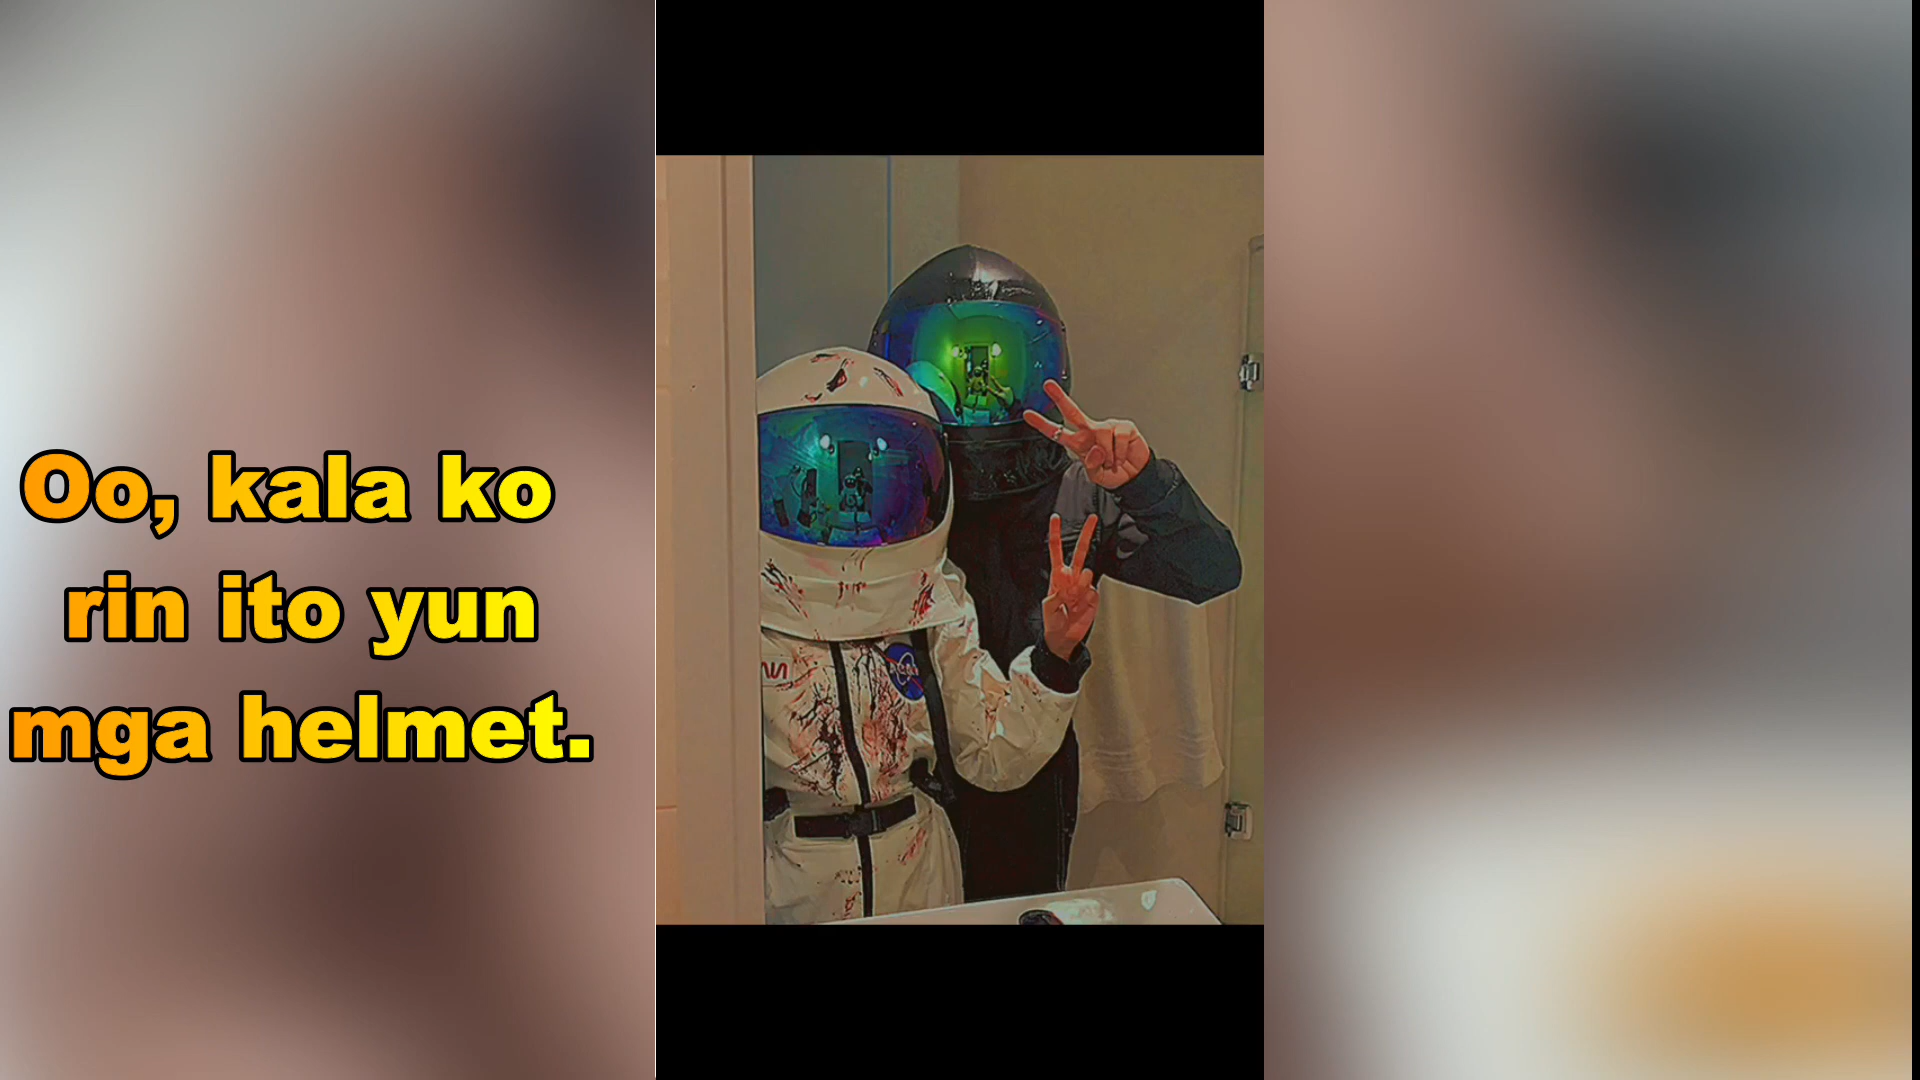 Oo, kala ko
rin ito yun
mga helmet.